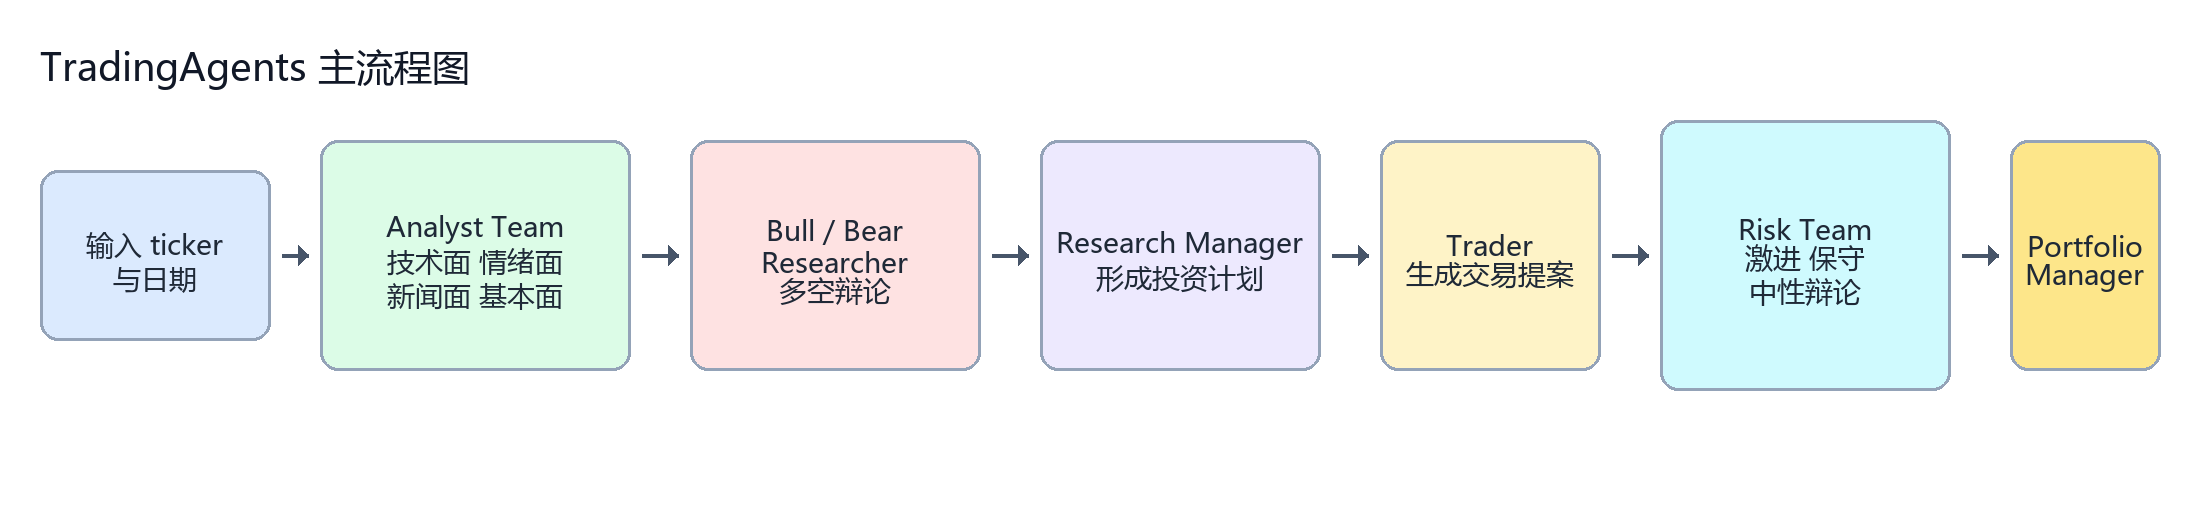 TradingAgents 主流程图
输入 ticker
与日期
Analyst Team
技术面 情绪面
新闻面 基本面
Bull / Bear
Researcher
多空辩论
Research Manager
形成投资计划
Trader
生成交易提案
Risk Team
激进 保守
中性辩论
Portfolio
Manager